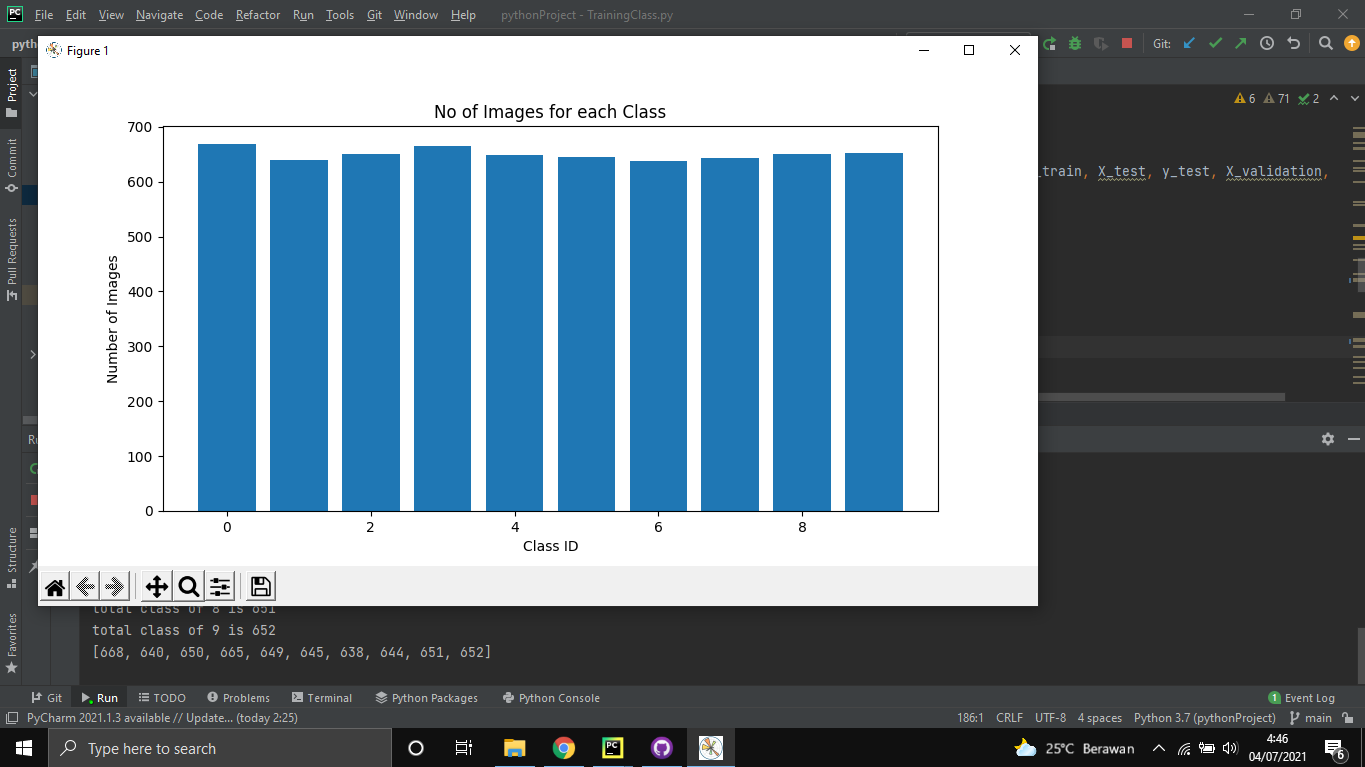 PC File Edit View Navigate Code Refactor Run Tools Git Window Help pythonProject - TrainingClass.py
pyth
Git:
Figure 1
6 71 2
_train, X_test, y_test, X_validation,
Project
Commit
Pull Requests
Structure
Favorites
No of Images for each Class
700
600
500
400
300
200
100
0
Number of Images
0 2 4 6 8
Class ID
Ru
total class of 8 is 651
total class of 9 is 652
[668, 640, 650, 665, 649, 645, 638, 644, 651, 652]
Git Run TODO Problems Terminal Python Packages Python Console 1 Event Log
PyCharm 2021.1.3 available // Update... (today 2:25) 186:1 CRLF UTF-8 4 spaces Python 3.7 (pythonProject) main
Type here to search PC 25°C Berawan 4:46
04/07/2021 6